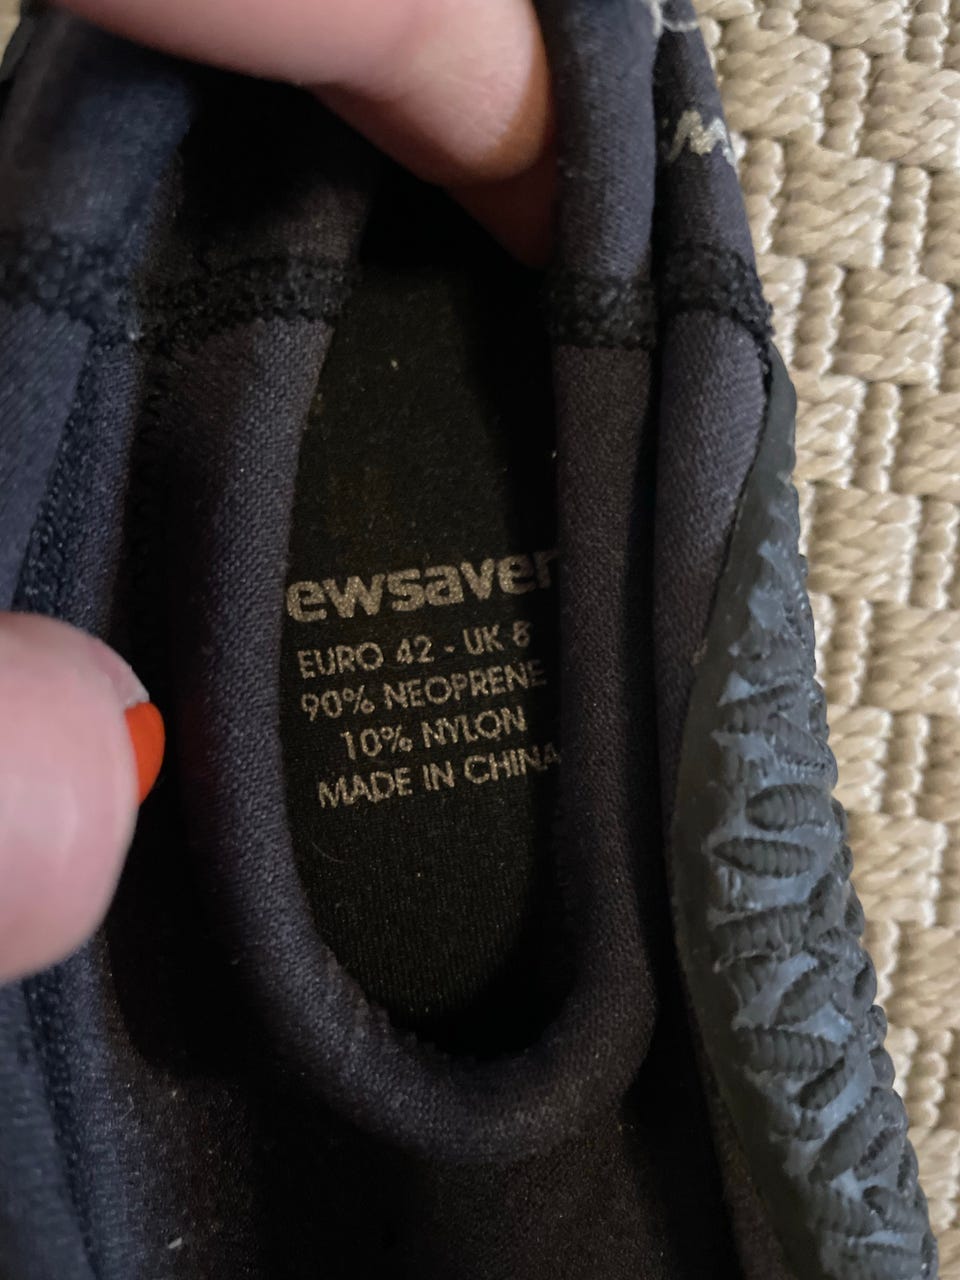 ewsaver
EURO 42 - UK 8
90% NEOPRENE
10% NYLON
MADE IN CHINA